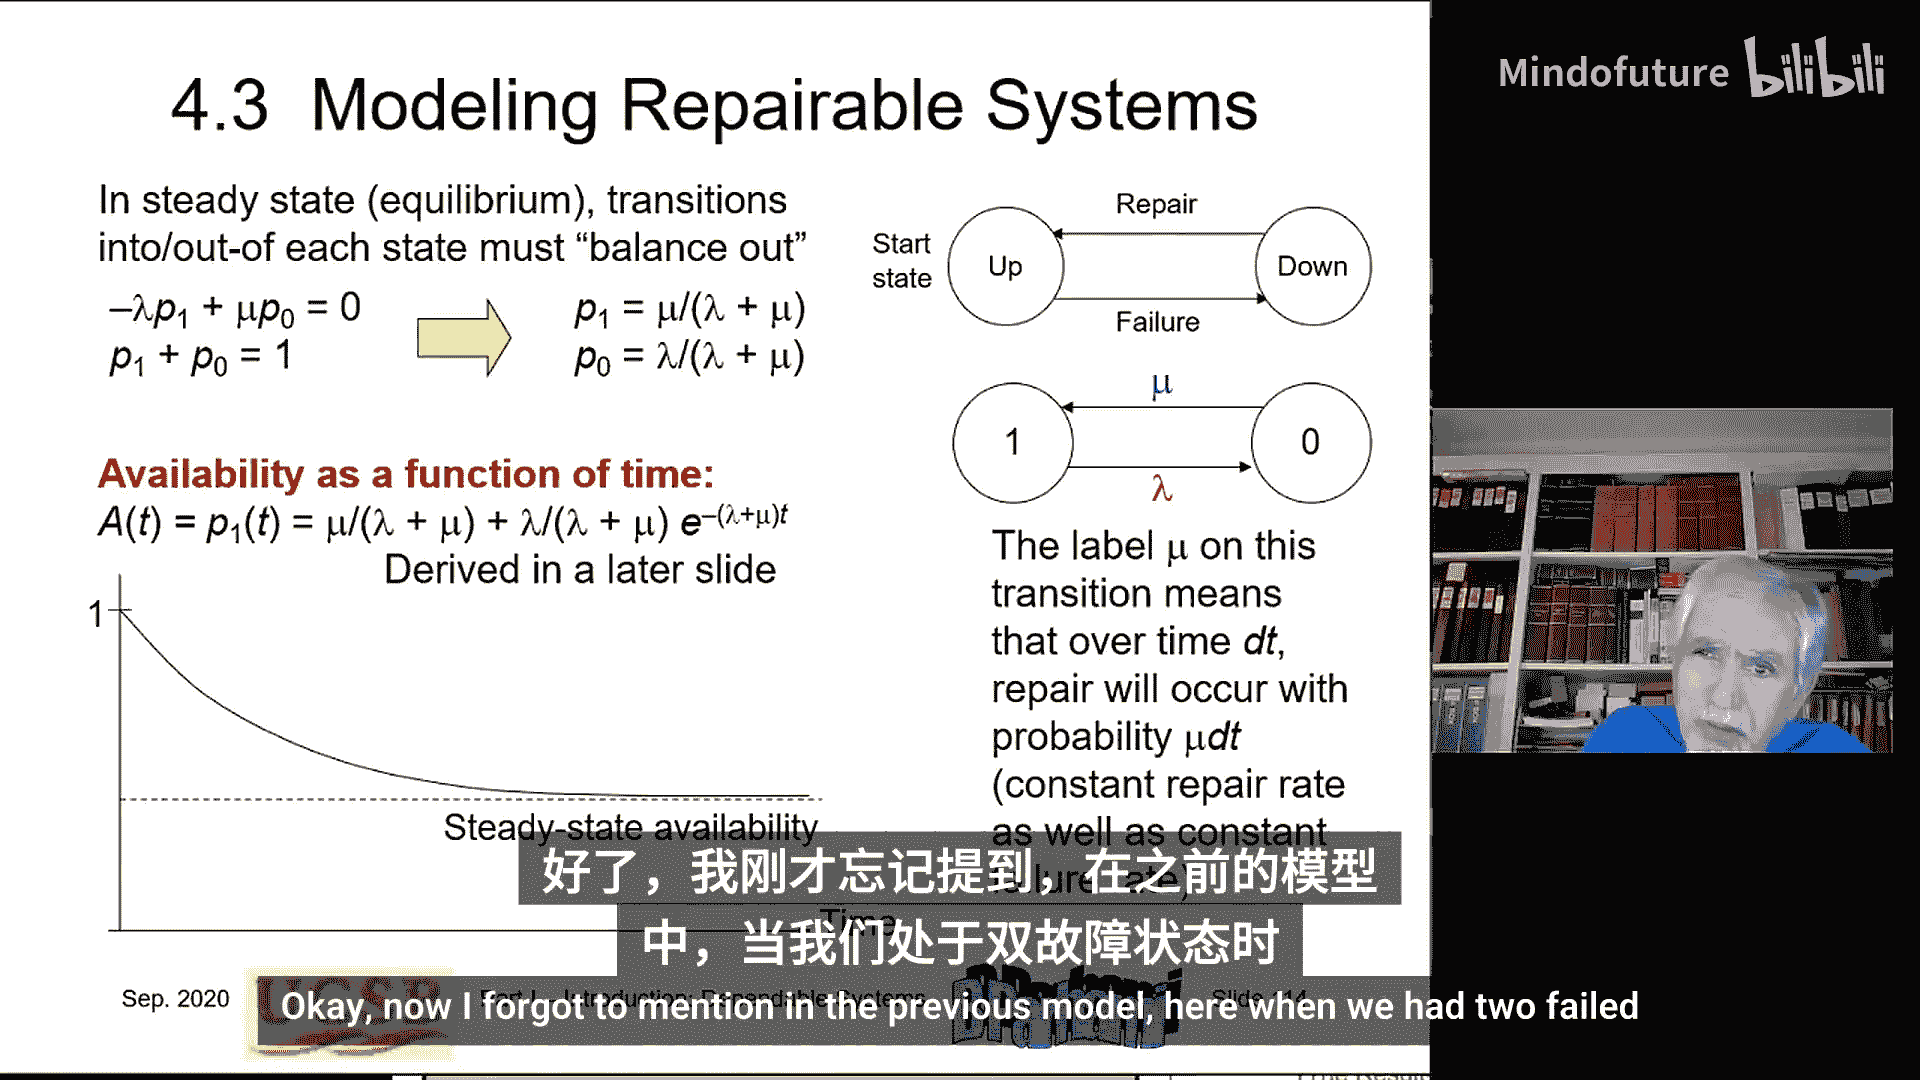 Mindofuture bilibili
4.3 Modeling Repairable Systems
In steady state (equilibrium), transitions
into/out-of each state must “balance out”
–λp₁ + μp₀ = 0
p₁ + p₀ = 1
p₁ = μ/(λ + μ)
p₀ = λ/(λ + μ)
Availability as a function of time:
A(t) = p₁(t) = μ/(λ + μ) + λ/(λ + μ) e^–(λ+μ)t
Derived in a later slide
1
Steady-state availability
Time
Start
state
Up
Repair
Down
Failure
μ
1
0
λ
The label μ on this
transition means
that over time dt,
repair will occur with
probability μdt
(constant repair rate
as well as constant
failure rate)
好了，我刚才忘记提到，在之前的模型
中，当我们处于双故障状态时
Okay, now I forgot to mention in the previous model, here when we had two failed
Sep. 2020
UCSB